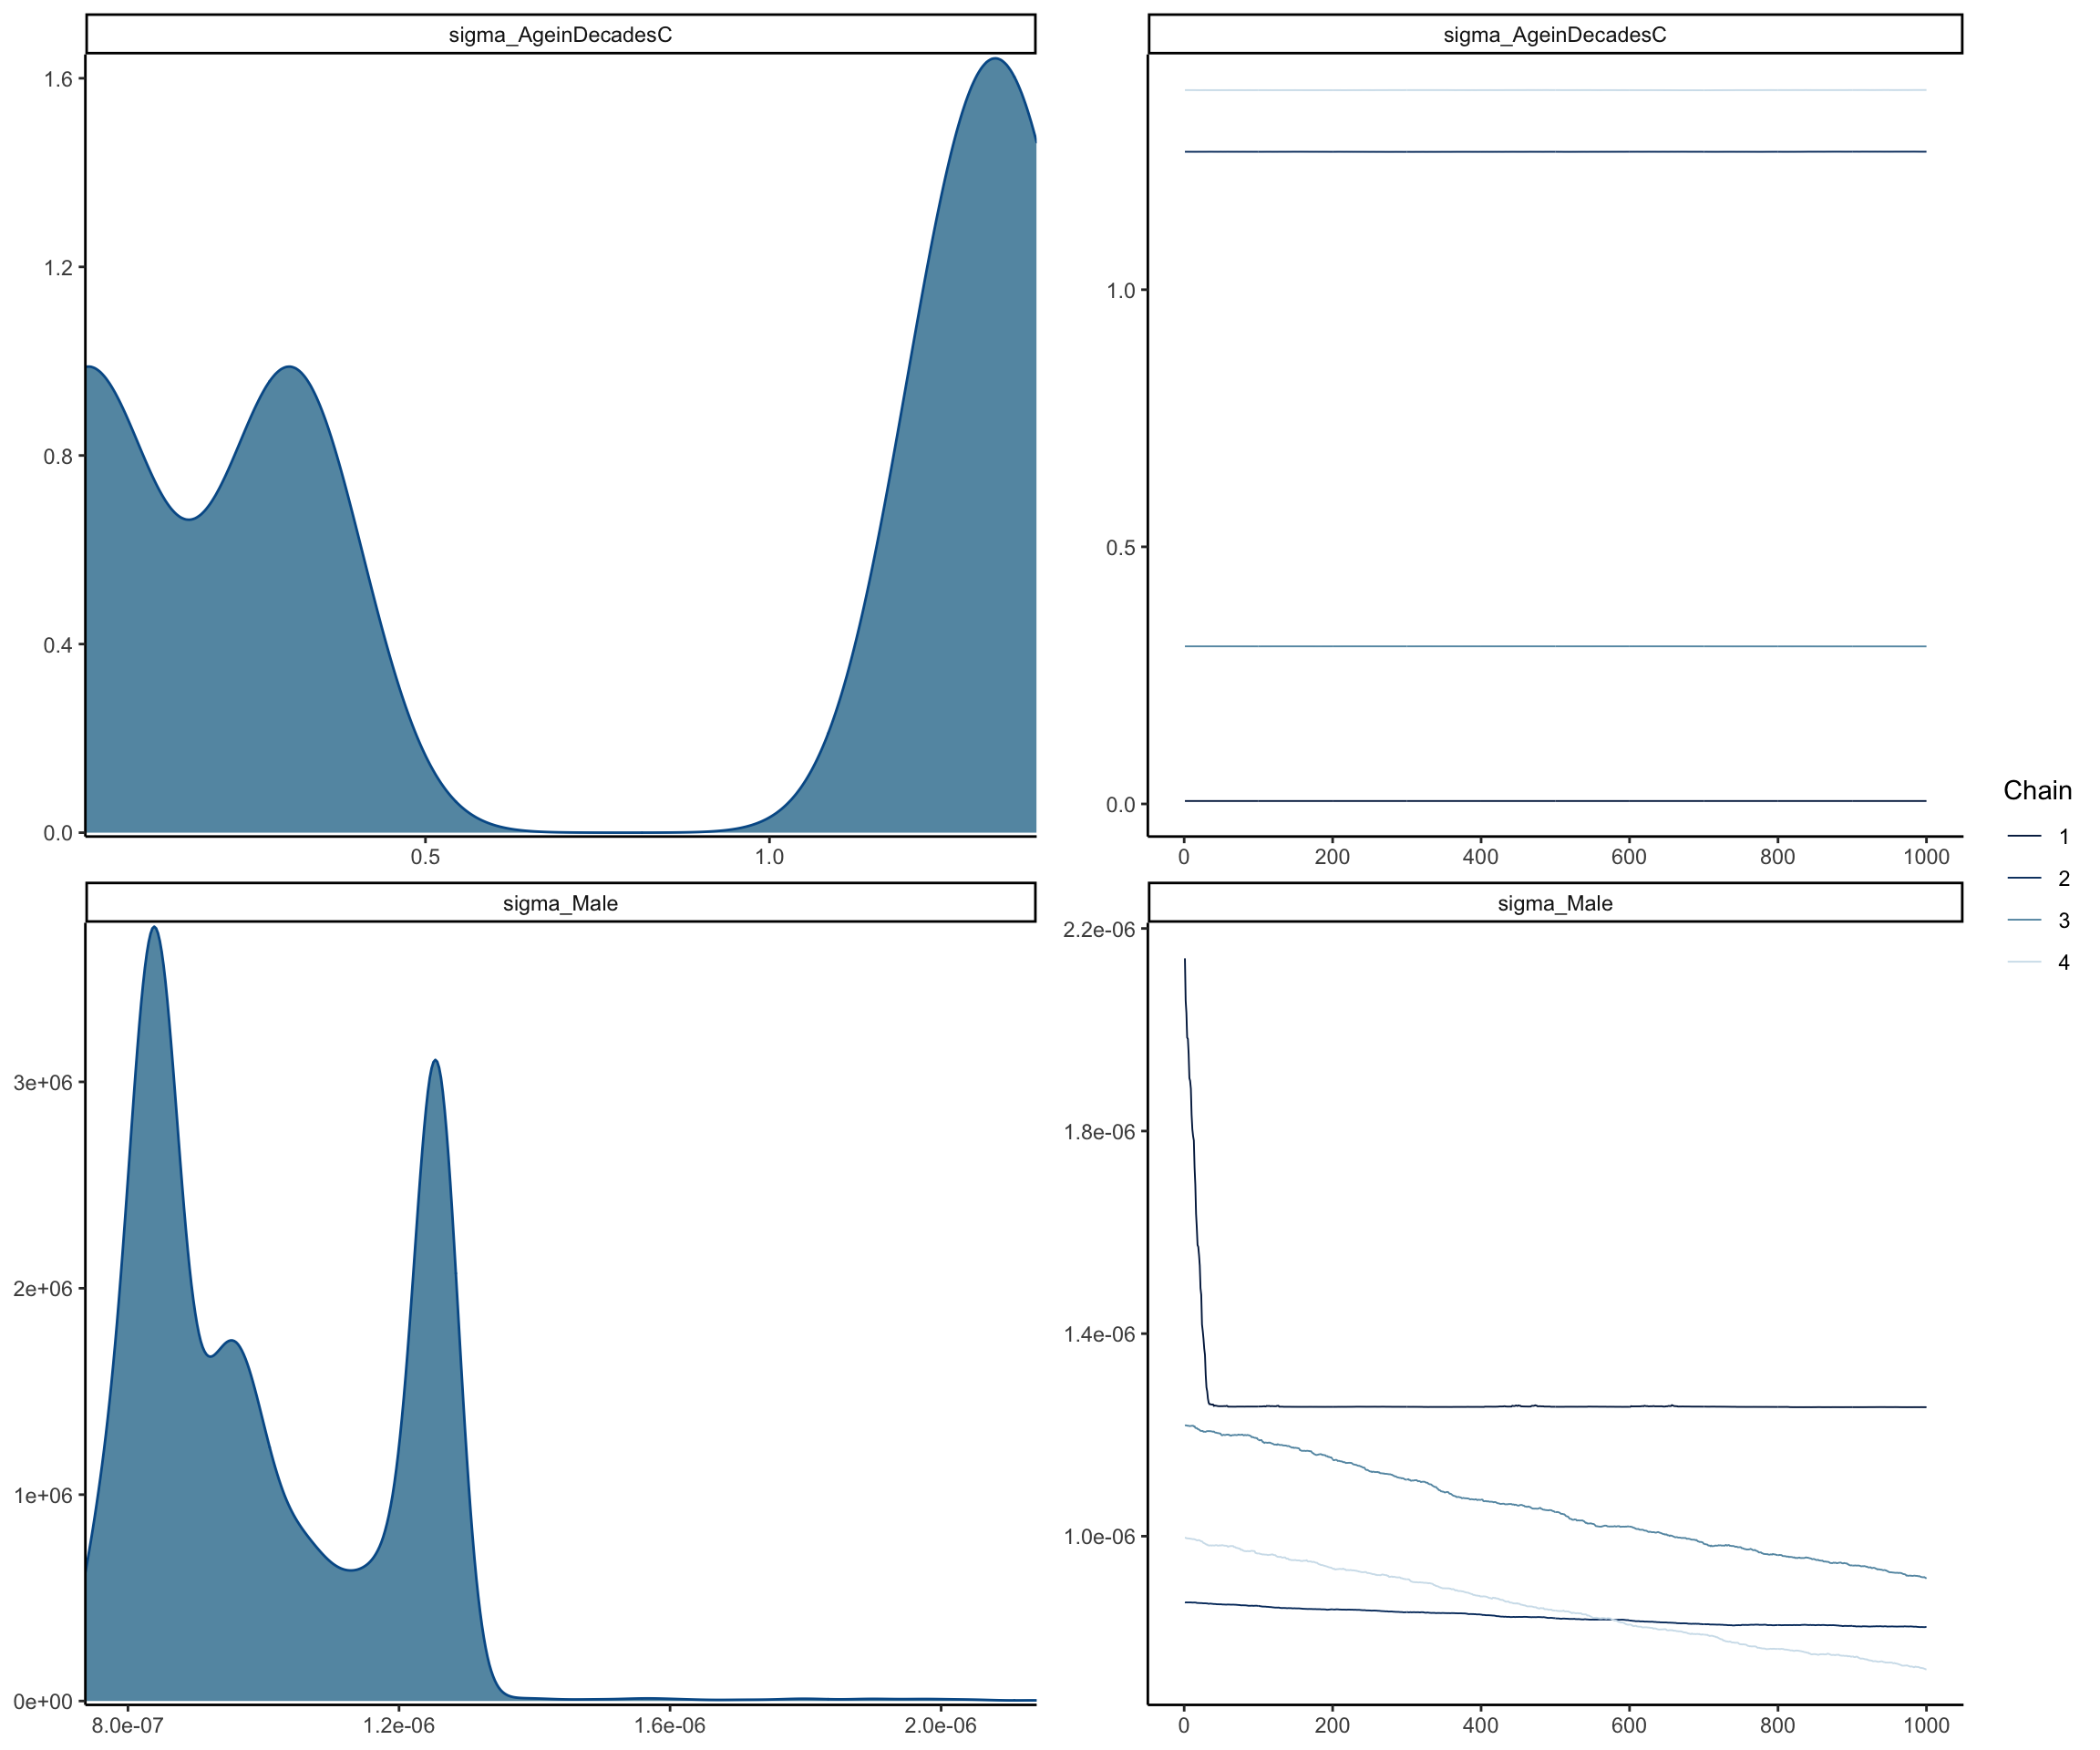 sigma_AgeinDecadesC
1.6
1.2
0.8
0.4
0.0
0.5 1.0
sigma_AgeinDecadesC
1.0
0.5
0.0
0 200 400 600 800 1000
sigma_Male
3e+06
2e+06
1e+06
0e+00
8.0e-07 1.2e-06 1.6e-06 2.0e-06
sigma_Male
2.2e-06
1.8e-06
1.4e-06
1.0e-06
0 200 400 600 800 1000
Chain
1
2
3
4